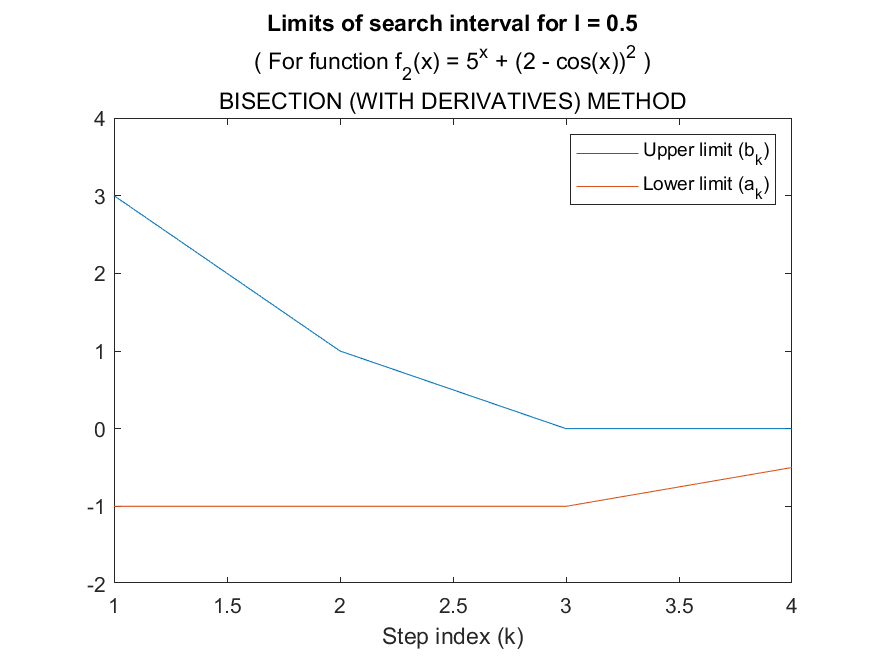 Limits of search interval for l = 0.5
( For function f₂(x) = 5ˣ + (2 - cos(x))² )
BISECTION (WITH DERIVATIVES) METHOD
4
3
2
1
0
-1
-2
Upper limit (bₖ)
Lower limit (aₖ)
1 1.5 2 2.5 3 3.5 4
Step index (k)